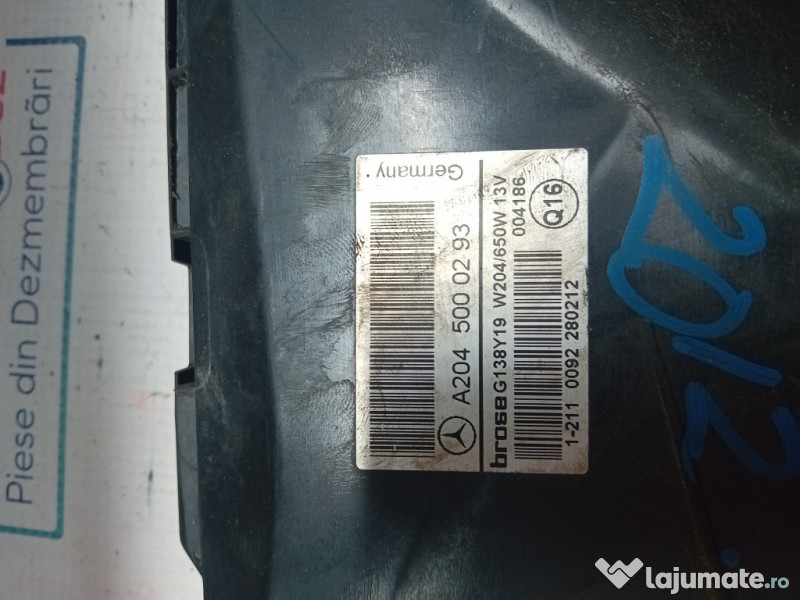 Piese din Dezmembrări
Germany
A204 500 02 93
brose G138Y19 W204/650W 13V
004186
Q16
1-211 0092 280212
2012
lajumate.ro